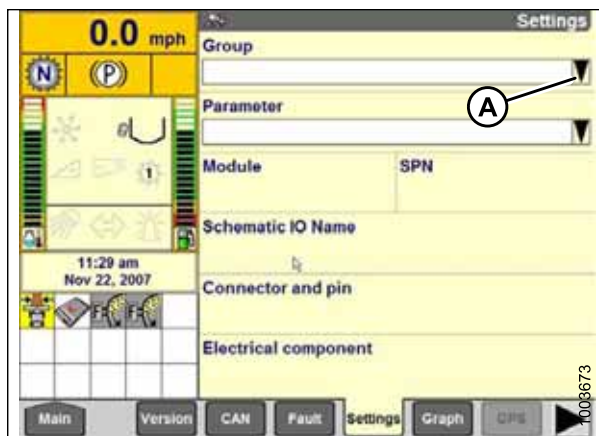 0.0 mph
Settings
N
P
Group
A
Parameter
Module
SPN
1
Schematic IO Name
11:29 am
Nov 22, 2007
Connector and pin
Electrical component
Main
Version
CAN
Fault
Settings
Graph
GPS
1003673